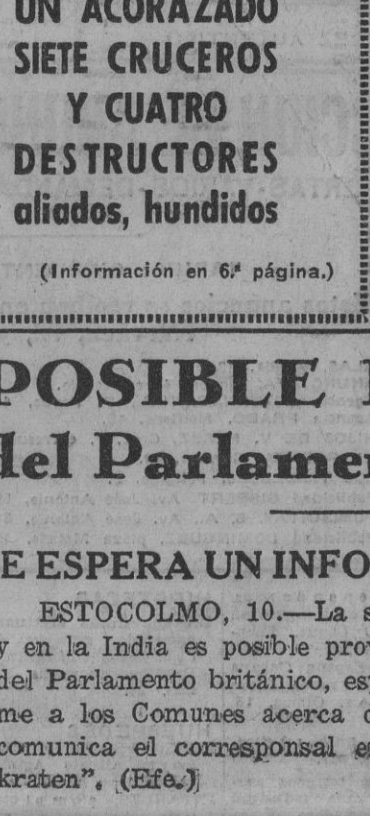 UN ACORAZADO
SIETE CRUCEROS
Y CUATRO
DESTRUCTORES
aliados, hundidos
(Información en 6.ª página.)
POSIBLE
del Parlame
E ESPERA UN INFO
ESTOCOLMO, 10.—La s
y en la India es posible pro
del Parlamento británico, es
me a los Comunes acerca
comunica el corresponsal e
kraten". (Efe.)